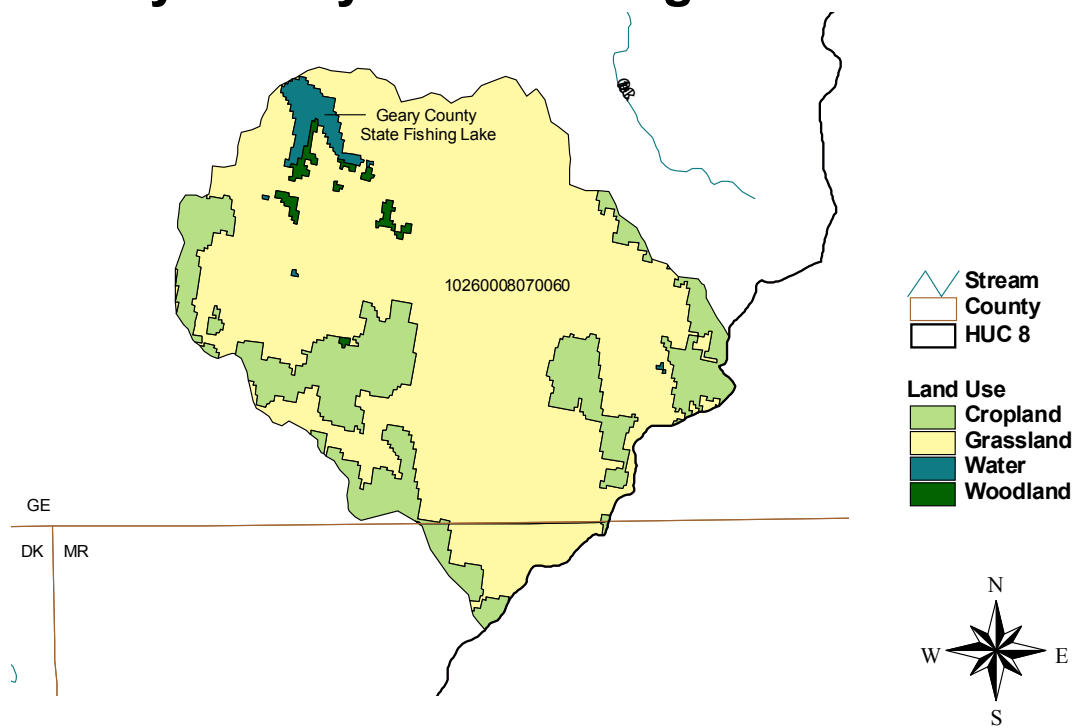 Geary County
State Fishing Lake
10260008070060
GE
DK
MR
Stream
County
HUC 8
Land Use
Cropland
Grassland
Water
Woodland
N
W
E
S